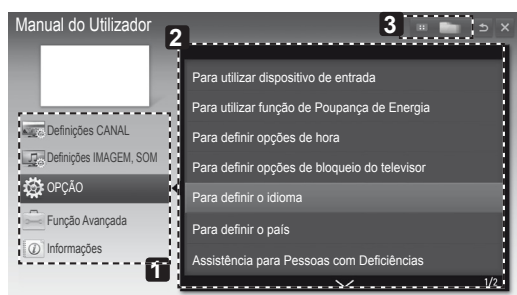 Manual do Utilizador
3
2
Para utilizar dispositivo de entrada
Para utilizar função de Poupança de Energia
Para definir opções de hora
Para definir opções de bloqueio do televisor
Para definir o idioma
Para definir o país
Assistência para Pessoas com Deficiências
1/2
Definições CANAL
Definições IMAGEM, SOM
OPÇÃO
Função Avançada
Informações
1